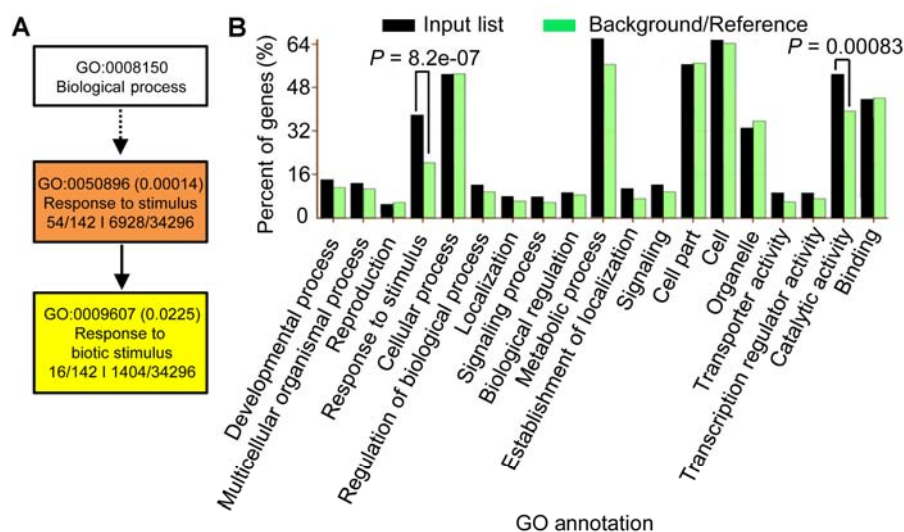 A
GO:0008150
Biological process
GO:0050896 (0.00014)
Response to stimulus
54/142 I 6928/34296
GO:0009607 (0.0225)
Response to
biotic stimulus
16/142 I 1404/34296
B
Input list
Background/Reference
P = 8.2e-07
P = 0.00083
Percent of genes (%)
64
48
32
16
0
Developmental process
Multicellular organismal process
Reproduction
Response to stimulus
Cellular process
Regulation of biological process
Localization
Signaling process
Biological regulation
Metabolic process
Establishment of localization
Signaling
Cell part
Cell
Organelle
Transporter activity
Transcription regulator activity
Catalytic activity
Binding
GO annotation